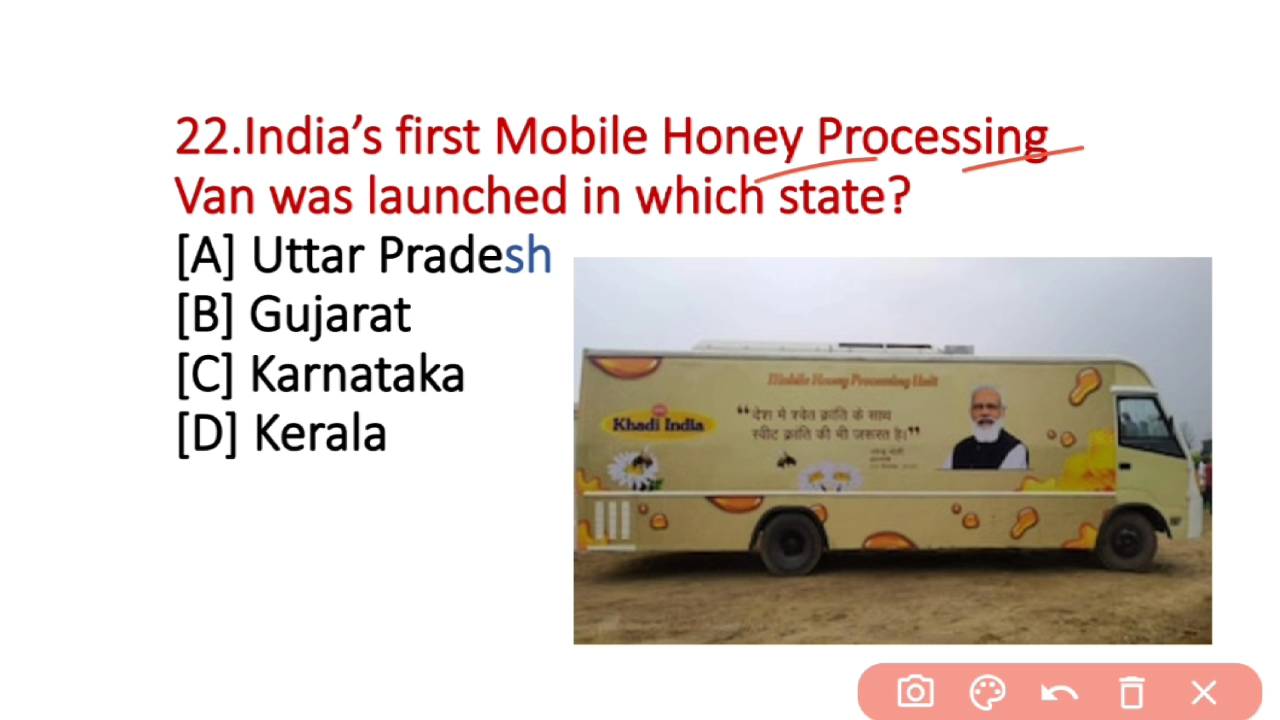 22.India’s first Mobile Honey Processing
Van was launched in which state?
[A] Uttar Pradesh
[B] Gujarat
[C] Karnataka
[D] Kerala
Mobile Honey Processing Unit
Khadi India
“देश में श्वेत क्रांति के साथ
स्वीट क्रांति की भी जरूरत है।”